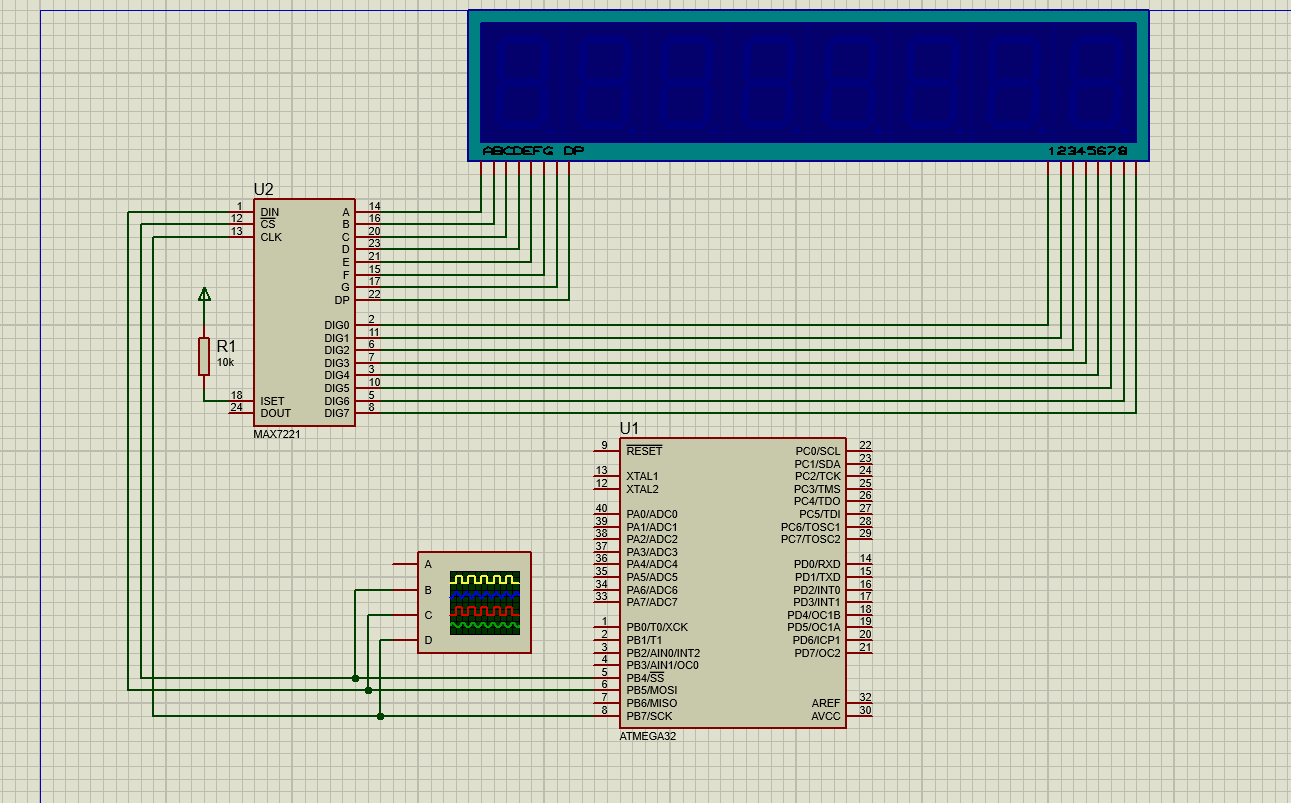 ABCDEFG DP
12345678
U2
1 DIN
12 CS
13 CLK
18 ISET
24 DOUT
A 14
B 16
C 20
D 23
E 21
F 15
G 17
DP 22
DIG0 2
DIG1 11
DIG2 6
DIG3 7
DIG4 3
DIG5 10
DIG6 5
DIG7 8
MAX7221
R1
10k
A
B
C
D
U1
9 RESET
13 XTAL1
12 XTAL2
40 PA0/ADC0
39 PA1/ADC1
38 PA2/ADC2
37 PA3/ADC3
36 PA4/ADC4
35 PA5/ADC5
34 PA6/ADC6
33 PA7/ADC7
1 PB0/T0/XCK
2 PB1/T1
3 PB2/AIN0/INT2
4 PB3/AIN1/OC0
5 PB4/SS
6 PB5/MOSI
7 PB6/MISO
8 PB7/SCK
PC0/SCL 22
PC1/SDA 23
PC2/TCK 24
PC3/TMS 25
PC4/TDO 26
PC5/TDI 27
PC6/TOSC1 28
PC7/TOSC2 29
PD0/RXD 14
PD1/TXD 15
PD2/INT0 16
PD3/INT1 17
PD4/OC1B 18
PD5/OC1A 19
PD6/ICP1 20
PD7/OC2 21
AREF 32
AVCC 30
ATMEGA32